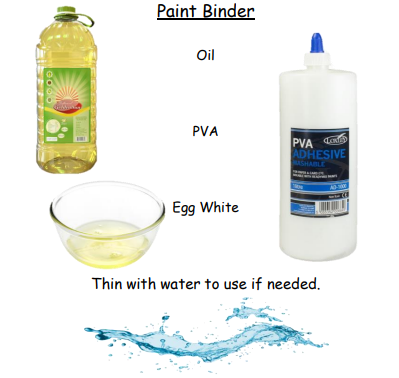 Paint Binder
Oil
PVA
Egg White
PVA
ADHESIVE
WASHABLE
Thin with water to use if needed.